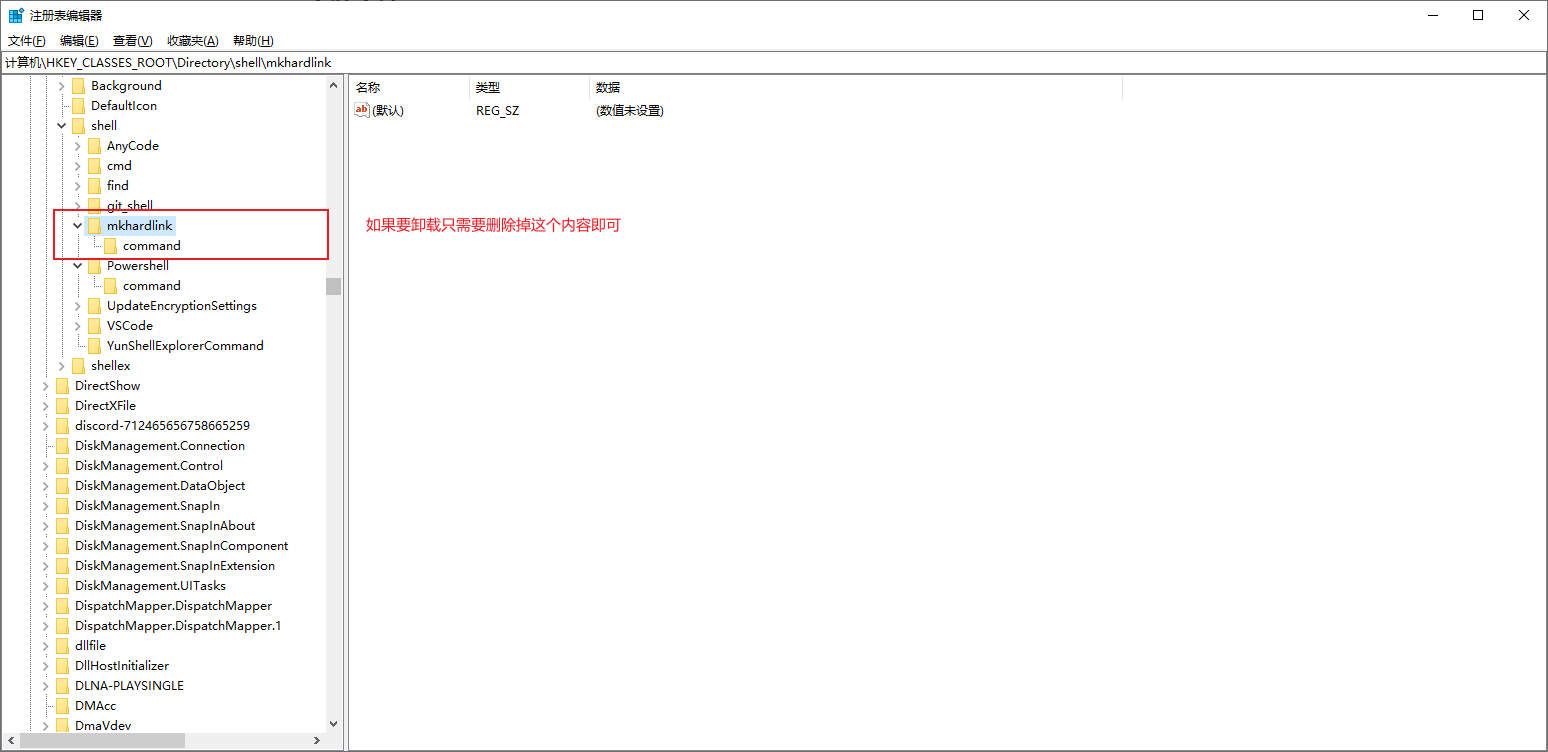 注册表编辑器
文件(F) 编辑(E) 查看(V) 收藏夹(A) 帮助(H)
计算机\HKEY_CLASSES_ROOT\Directory\shell\mkhardlink
Background
DefaultIcon
shell
AnyCode
cmd
find
git_shell
mkhardlink
command
Powershell
command
UpdateEncryptionSettings
VSCode
YunShellExplorerCommand
shellex
DirectShow
DirectXFile
discord-712465656758665259
DiskManagement.Connection
DiskManagement.Control
DiskManagement.DataObject
DiskManagement.SnapIn
DiskManagement.SnapInAbout
DiskManagement.SnapInComponent
DiskManagement.SnapInExtension
DiskManagement.UITasks
DispatchMapper.DispatchMapper
DispatchMapper.DispatchMapper.1
dllfile
DllHostInitializer
DLNA-PLAYSINGLE
DMAcc
DmaVdev
名称 类型 数据
ab (默认) REG_SZ (数值未设置)
如果要卸载只需要删除掉这个内容即可